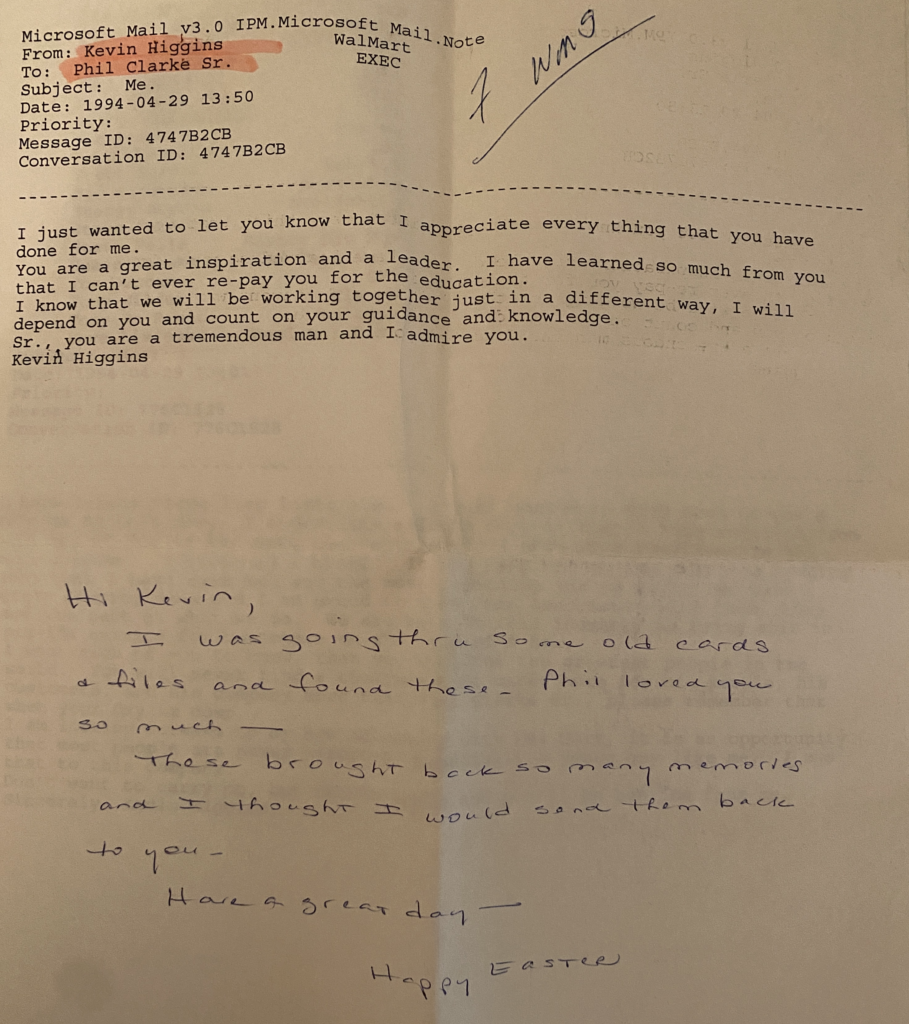 Microsoft Mail v3.0 IPM.Microsoft Mail.Note
From: Kevin Higgins WalMart
To: Phil Clarke Sr. EXEC
Subject: Me.
Date: 1994-04-29 13:50
Priority:
Message ID: 4747B2CB
Conversation ID: 4747B2CB
I just wanted to let you know that I appreciate every thing that you have
done for me.
You are a great inspiration and a leader. I have learned so much from you
that I can't ever re-pay you for the education.
I know that we will be working together just in a different way, I will
depend on you and count on your guidance and knowledge.
Sr., you are a tremendous man and I admire you.
Kevin Higgins
Hi Kevin,
I was going thru some old cards
& files and found these - Phil loved you
so much —
These brought back so many memories
and I thought I would send them back
to you -
Have a great day —
Happy Easter